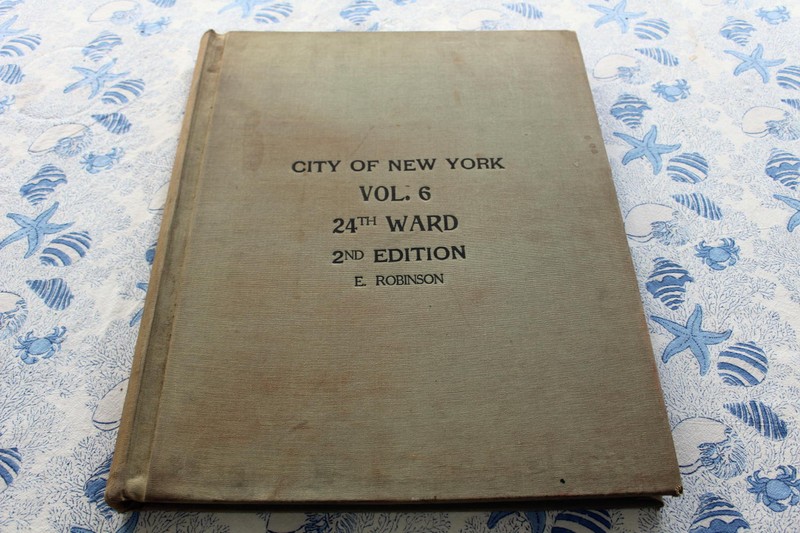 CITY OF NEW YORK
VOL. 6
24TH WARD
2ND EDITION
E. ROBINSON